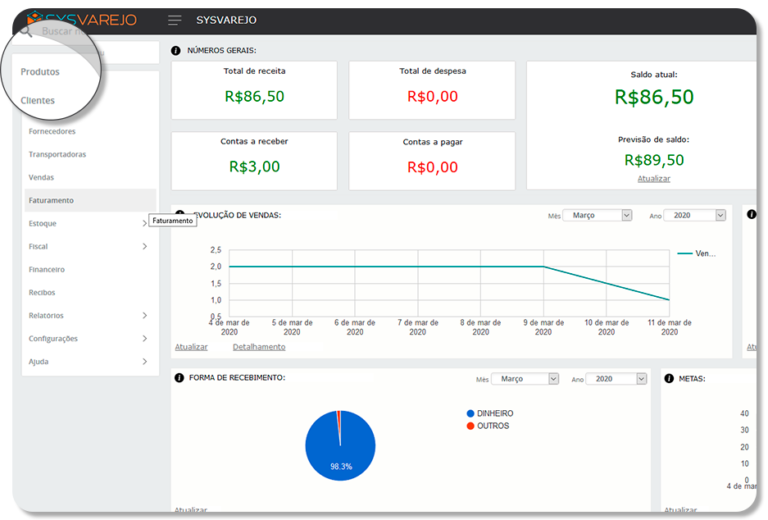 SYSVAREJO
SYSVAREJO
Buscar
Produtos
Clientes
Fornecedores
Transportadoras
Vendas
Faturamento
Estoque
Fiscal
Financeiro
Recibos
Relatórios
Configurações
Ajuda
Faturamento
NÚMEROS GERAIS:
Total de receita
R$86,50
Total de despesa
R$0,00
Contas a receber
R$3,00
Contas a pagar
R$0,00
Saldo atual:
R$86,50
Previsão de saldo:
R$89,50
Atualizar
EVOLUÇÃO DE VENDAS:
Mês Março Ano 2020
2,5
2,0
1,5
1,0
0,5
4 de mar de 2020
5 de mar de 2020
6 de mar de 2020
7 de mar de 2020
8 de mar de 2020
9 de mar de 2020
10 de mar de 2020
11 de mar de 2020
Ven...
Atualizar Detalhamento
FORMA DE RECEBIMENTO:
Mês Março Ano 2020
98.3%
DINHEIRO
OUTROS
Atualizar
METAS:
40
30
20
10
0
4 de mar
Atualizar